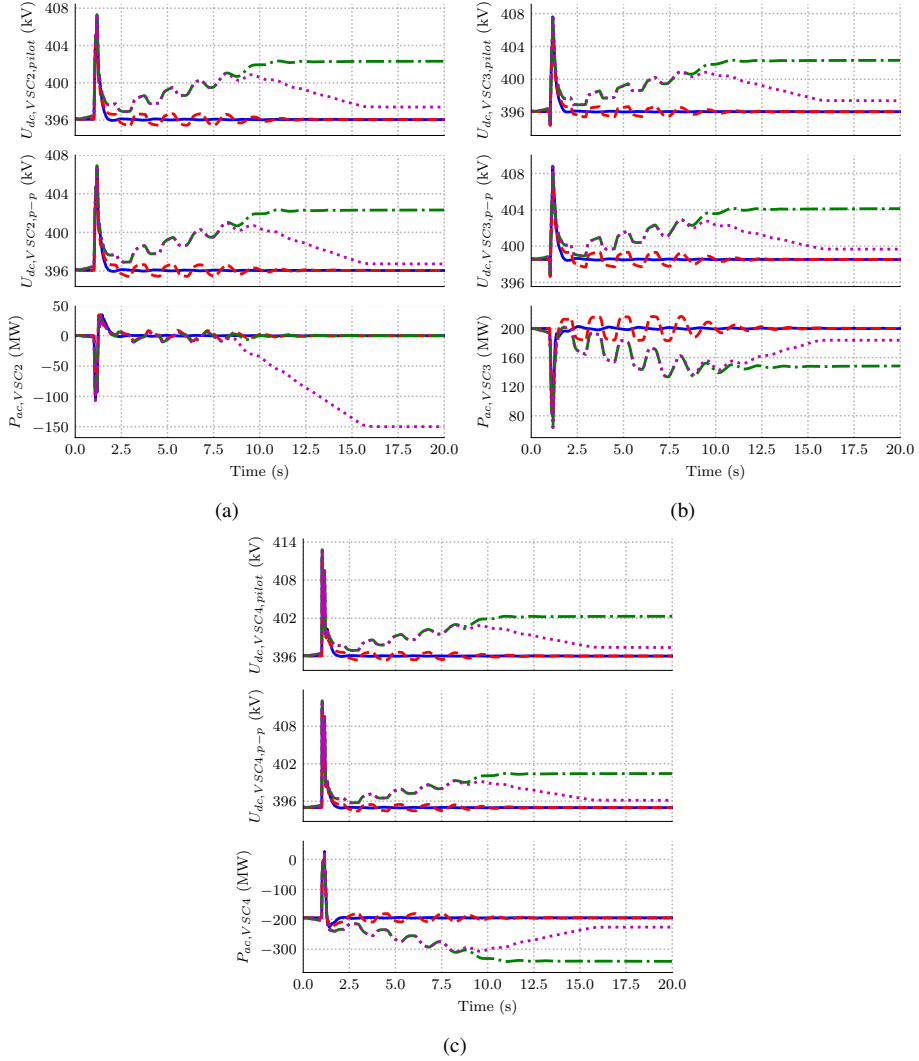 U_{dc,VSC2,pilot} (kV)
408
404
400
396
U_{dc,VSC2,p−p} (kV)
408
404
400
396
P_{ac,VSC2} (MW)
50
0
−50
−100
−150
0.0 2.5 5.0 7.5 10.0 12.5 15.0 17.5 20.0
Time (s)
(a)
U_{dc,VSC3,pilot} (kV)
408
404
400
396
U_{dc,VSC3,p−p} (kV)
408
404
400
P_{ac,VSC3} (MW)
200
160
120
80
0.0 2.5 5.0 7.5 10.0 12.5 15.0 17.5 20.0
Time (s)
(b)
U_{dc,VSC4,pilot} (kV)
414
408
402
396
U_{dc,VSC4,p−p} (kV)
408
402
396
P_{ac,VSC4} (MW)
0
−100
−200
−300
0.0 2.5 5.0 7.5 10.0 12.5 15.0 17.5 20.0
Time (s)
(c)